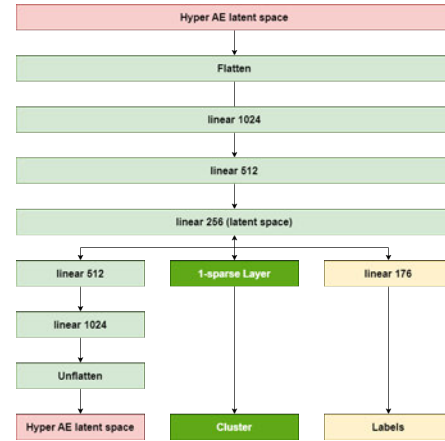 Hyper AE latent space
Flatten
linear 1024
linear 512
linear 256 (latent space)
linear 512
1-sparse Layer
linear 176
linear 1024
Unflatten
Hyper AE latent space
Cluster
Labels